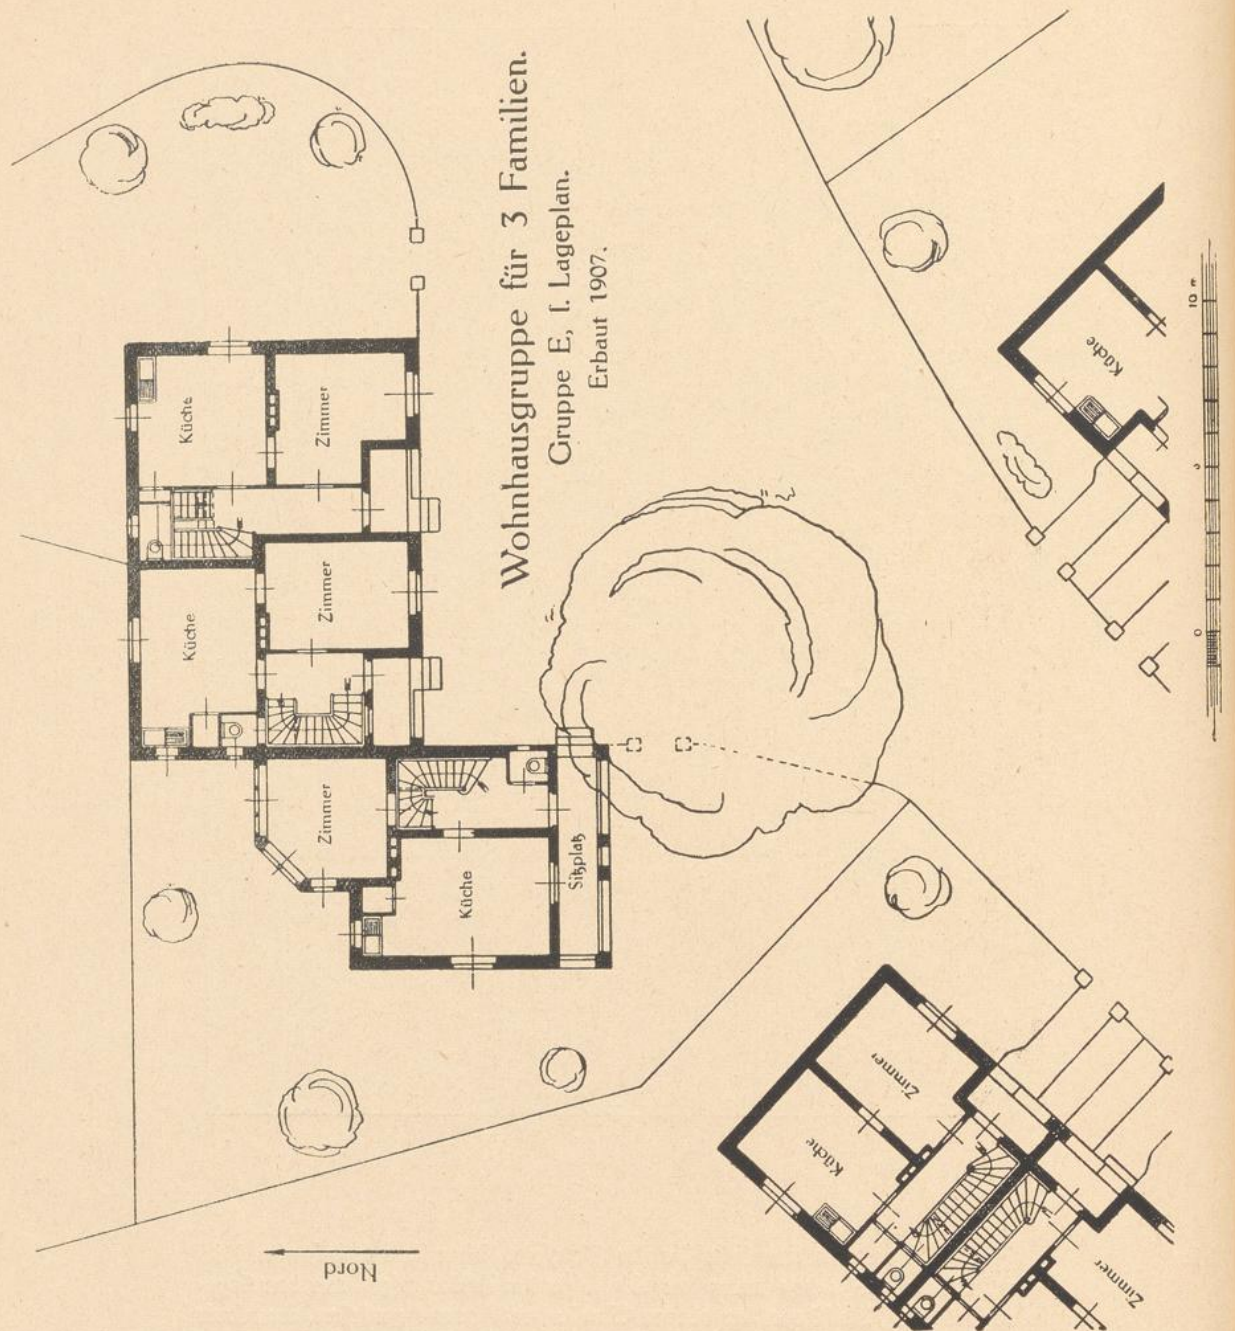 Wohnhausgruppe für 3 Familien.
Gruppe E, I. Lageplan.
Erbaut 1907.
Küche
Zimmer
Küche
Zimmer
Zimmer
Küche
Sitzplatz
Küche
Zimmer
Küche
Zimmer
Nord
0
5
10 m